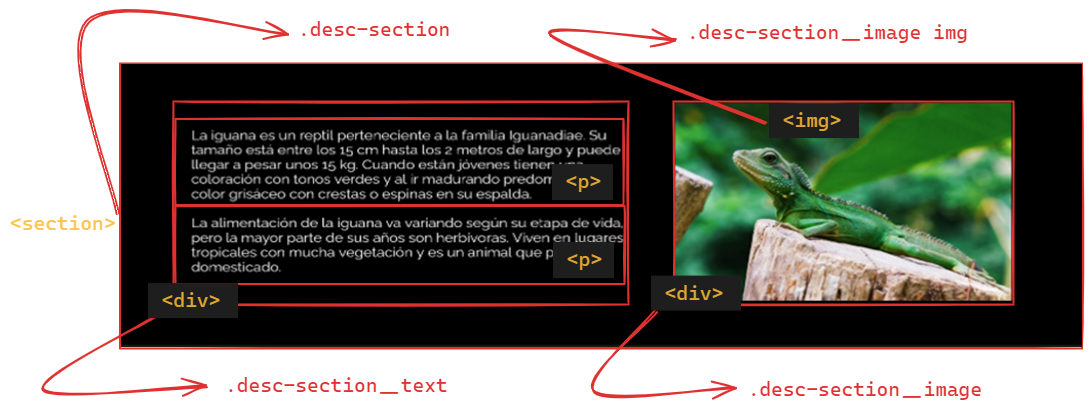 .desc-section
.desc-section__image img
<img>
La iguana es un reptil perteneciente a la familia Iguanadiae. Su
tamaño está entre los 15 cm hasta los 2 metros de largo y puede
llegar a pesar unos 15 kg. Cuando están jóvenes tienen una
coloración con tonos verdes y al ir madurando
color grisáceo con crestas o espinas en su espalda.
<p>
<section>
La alimentación de la iguana va variando según su etapa de vida,
pero la mayor parte de sus años son herbívoras. Viven en lugares
tropicales con mucha vegetación y es un animal que
domesticado.
<p>
<div>
<div>
.desc-section__text
.desc-section__image